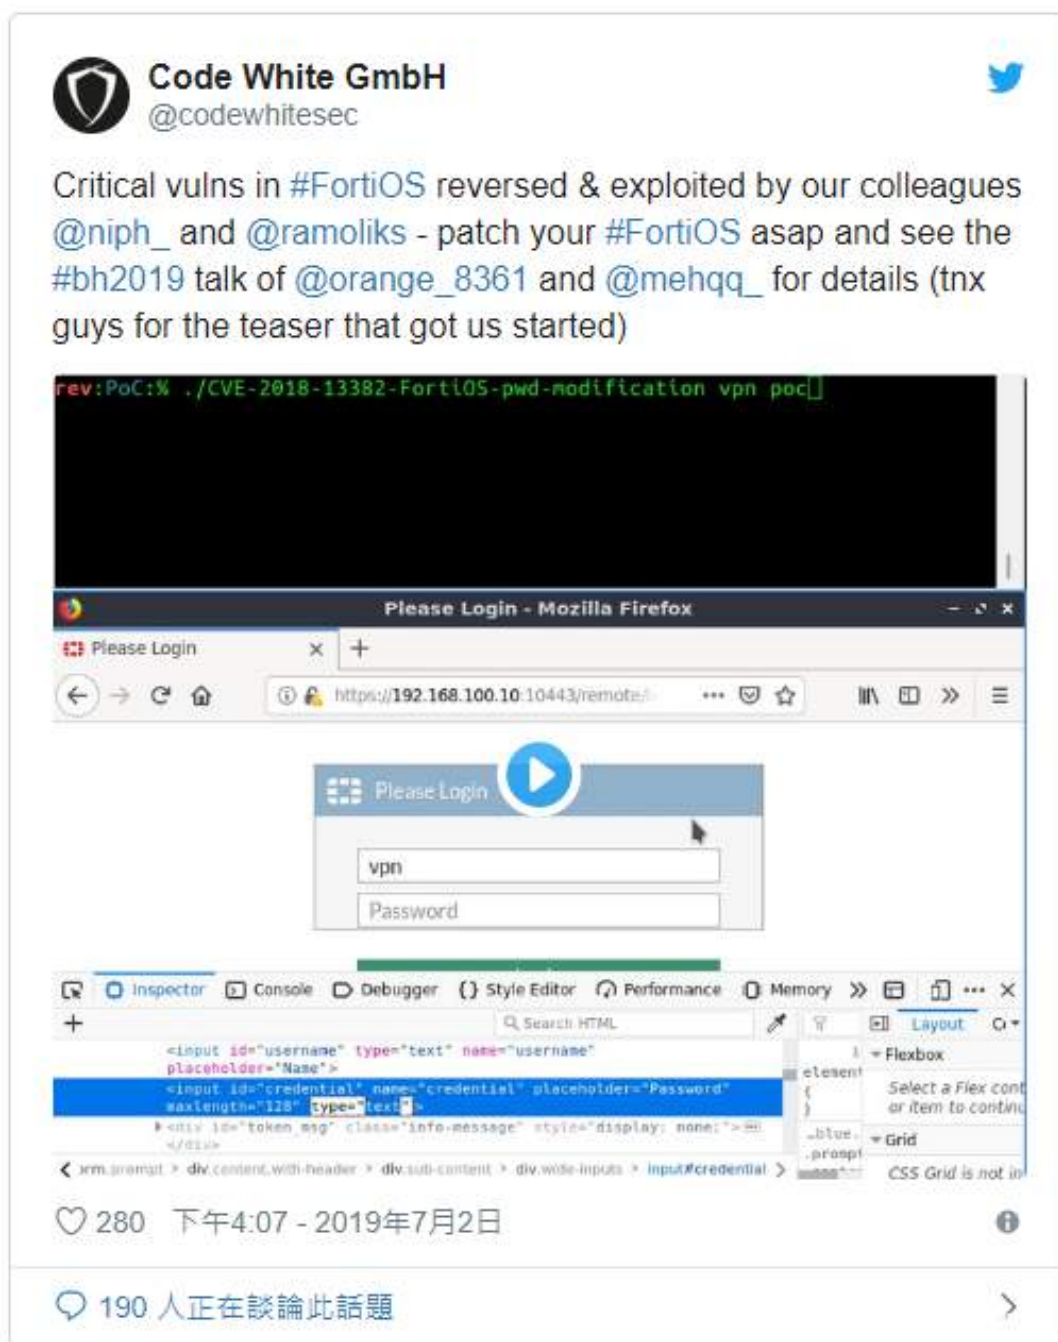 Code White GmbH
@codewhitesec
Critical vulns in #FortiOS reversed & exploited by our colleagues
@niph_ and @ramoliks - patch your #FortiOS asap and see the
#bh2019 talk of @orange_8361 and @mehqq_ for details (tnx
guys for the teaser that got us started)
rev:PoC:% ./CVE-2018-13382-FortiOS-pwd-modification vpn poc
Please Login - Mozilla Firefox
Please Login
https://192.168.100.10:10443/remote/
Please Login
vpn
Password
Inspector Console Debugger {} Style Editor Performance Memory
Search HTML Layout
<input id="username" type="text" name="username"
placeholder="Name">
<input id="credential" name="credential" placeholder="Password"
maxlength="128" type="text">
<div id="token_msg" class="info-message" style="display: none;">
</div>
element
{
}
Flexbox
Select a Flex cont
or item to continu
Grid
CSS Grid is not in
orm.prompt > div.content.with-header > div.sub-content > div.wide-inputs > input#credential
280 下午4:07 - 2019年7月2日
190 人正在談論此話題